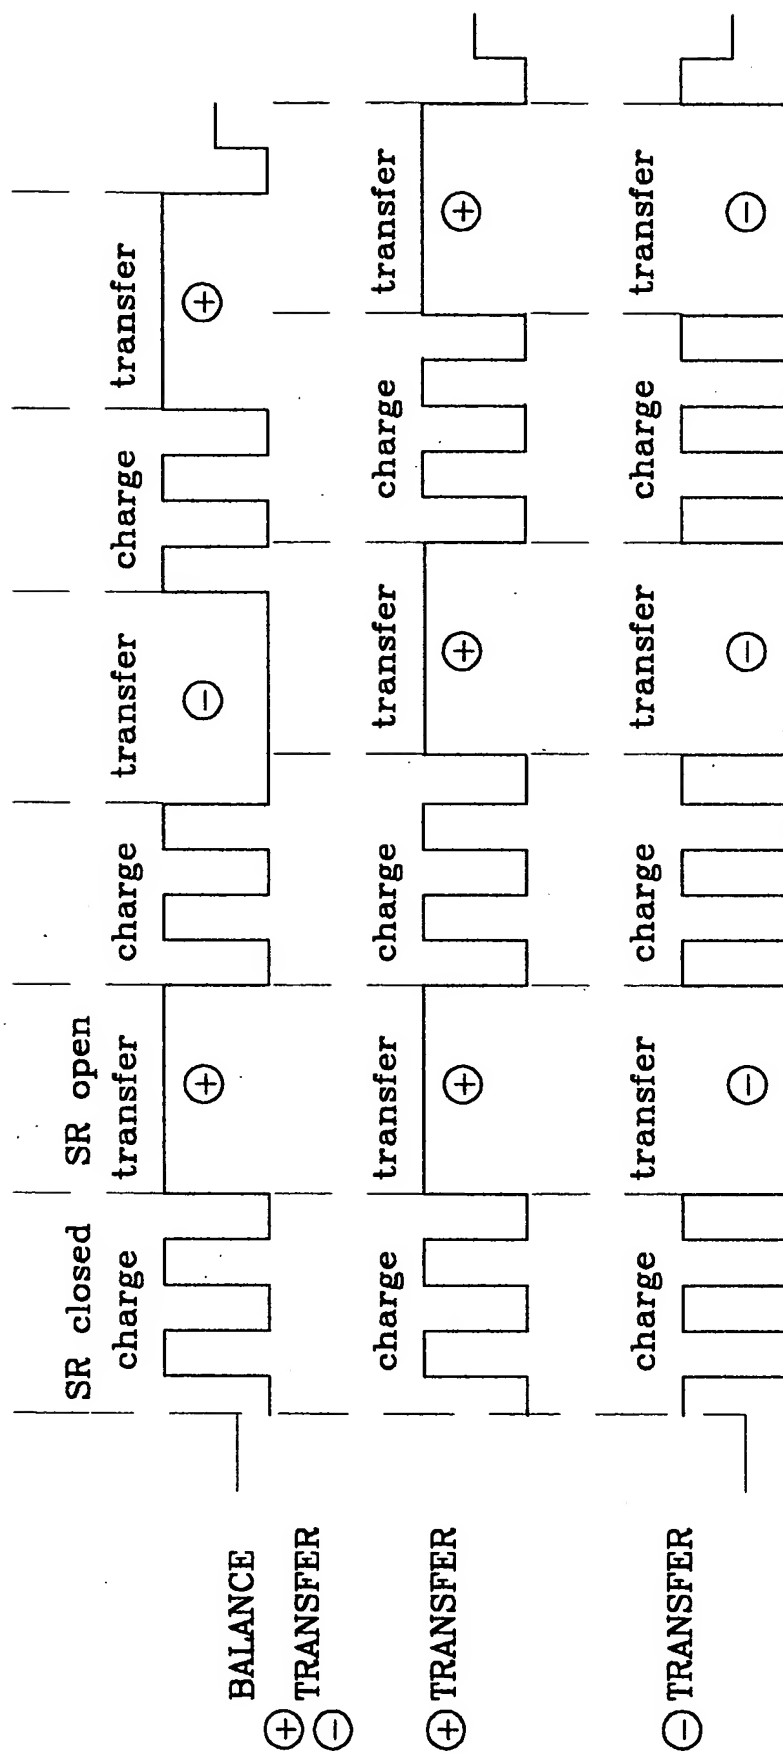 SR closed SR open
charge transfer charge transfer charge transfer
⊕ ⊖ ⊕
BALANCE
⊕ TRANSFER
⊖
charge transfer charge transfer charge transfer
⊕ ⊕ ⊕
⊕ TRANSFER
charge transfer charge transfer charge transfer
⊖ ⊖ ⊖
⊖ TRANSFER